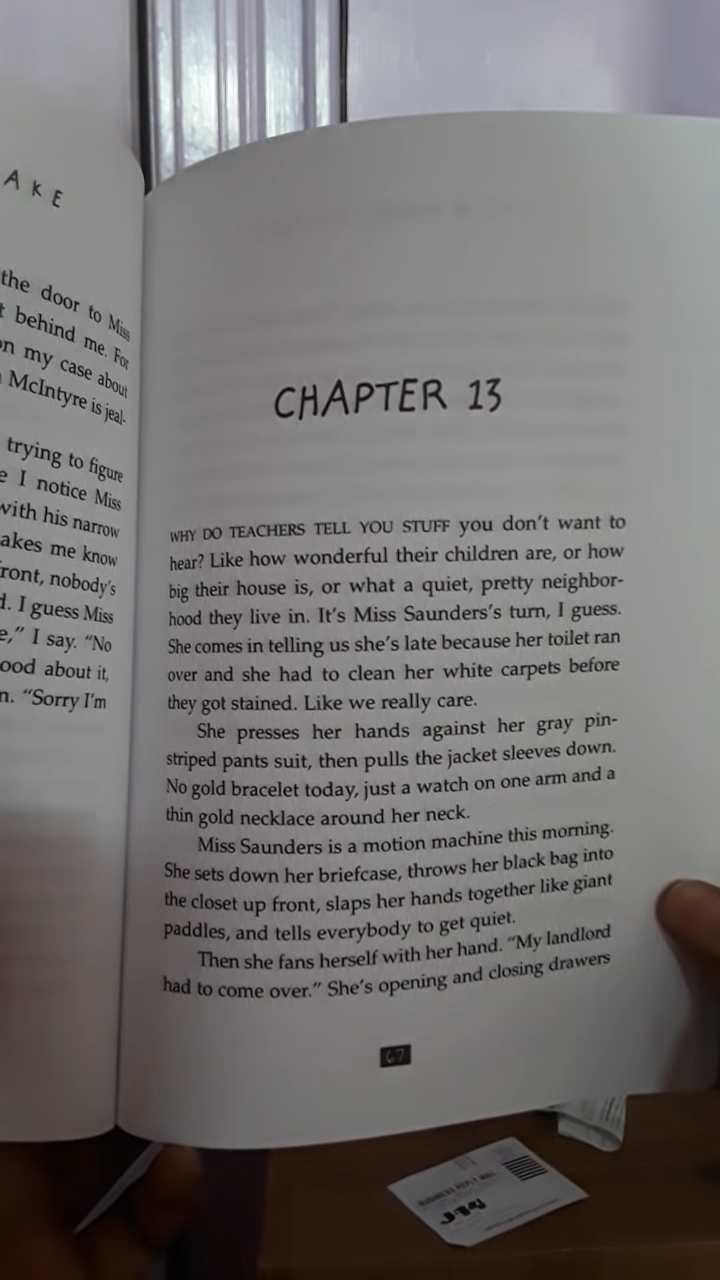 AKE
the door to Miss
behind me. For
on my case about
McIntyre is jeal-
trying to figure
I notice Miss
with his narrow
akes me know
front, nobody's
I guess Miss
I say. "No
ood about it,
"Sorry I'm
CHAPTER 13
WHY DO TEACHERS TELL YOU STUFF you don't want to
hear? Like how wonderful their children are, or how
big their house is, or what a quiet, pretty neighbor-
hood they live in. It's Miss Saunders's turn, I guess.
She comes in telling us she's late because her toilet ran
over and she had to clean her white carpets before
they got stained. Like we really care.
She presses her hands against her gray pin-
striped pants suit, then pulls the jacket sleeves down.
No gold bracelet today, just a watch on one arm and a
thin gold necklace around her neck.
Miss Saunders is a motion machine this morning.
She sets down her briefcase, throws her black bag into
the closet up front, slaps her hands together like giant
paddles, and tells everybody to get quiet.
Then she fans herself with her hand. "My landlord
had to come over." She's opening and closing drawers
67
BUSINESS REPLY MAIL